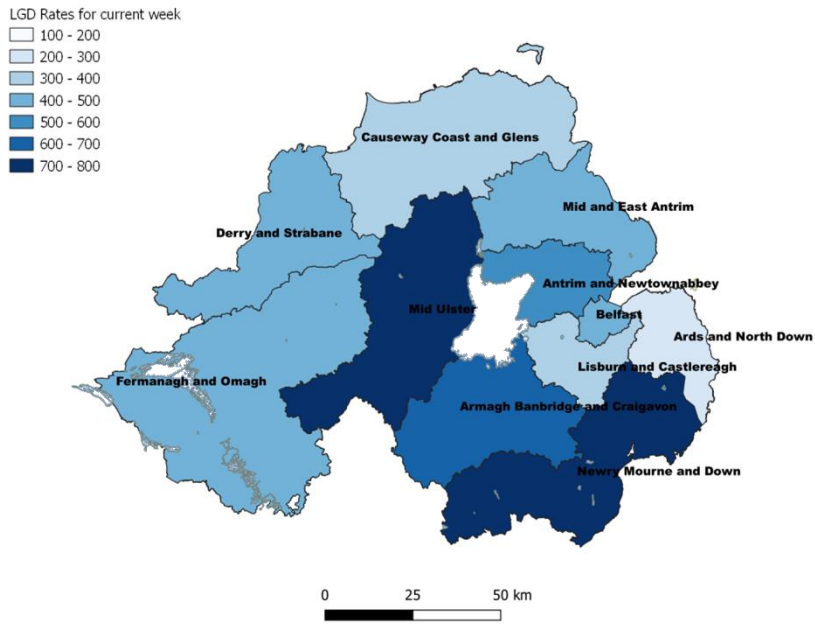 LGD Rates for current week
100 - 200
200 - 300
300 - 400
400 - 500
500 - 600
600 - 700
700 - 800
Causeway Coast and Glens
Mid and East Antrim
Derry and Strabane
Antrim and Newtownabbey
Mid Ulster
Belfast
Ards and North Down
Lisburn and Castlereagh
Fermanagh and Omagh
Armagh Banbridge and Craigavon
Newry Mourne and Down
0 25 50 km